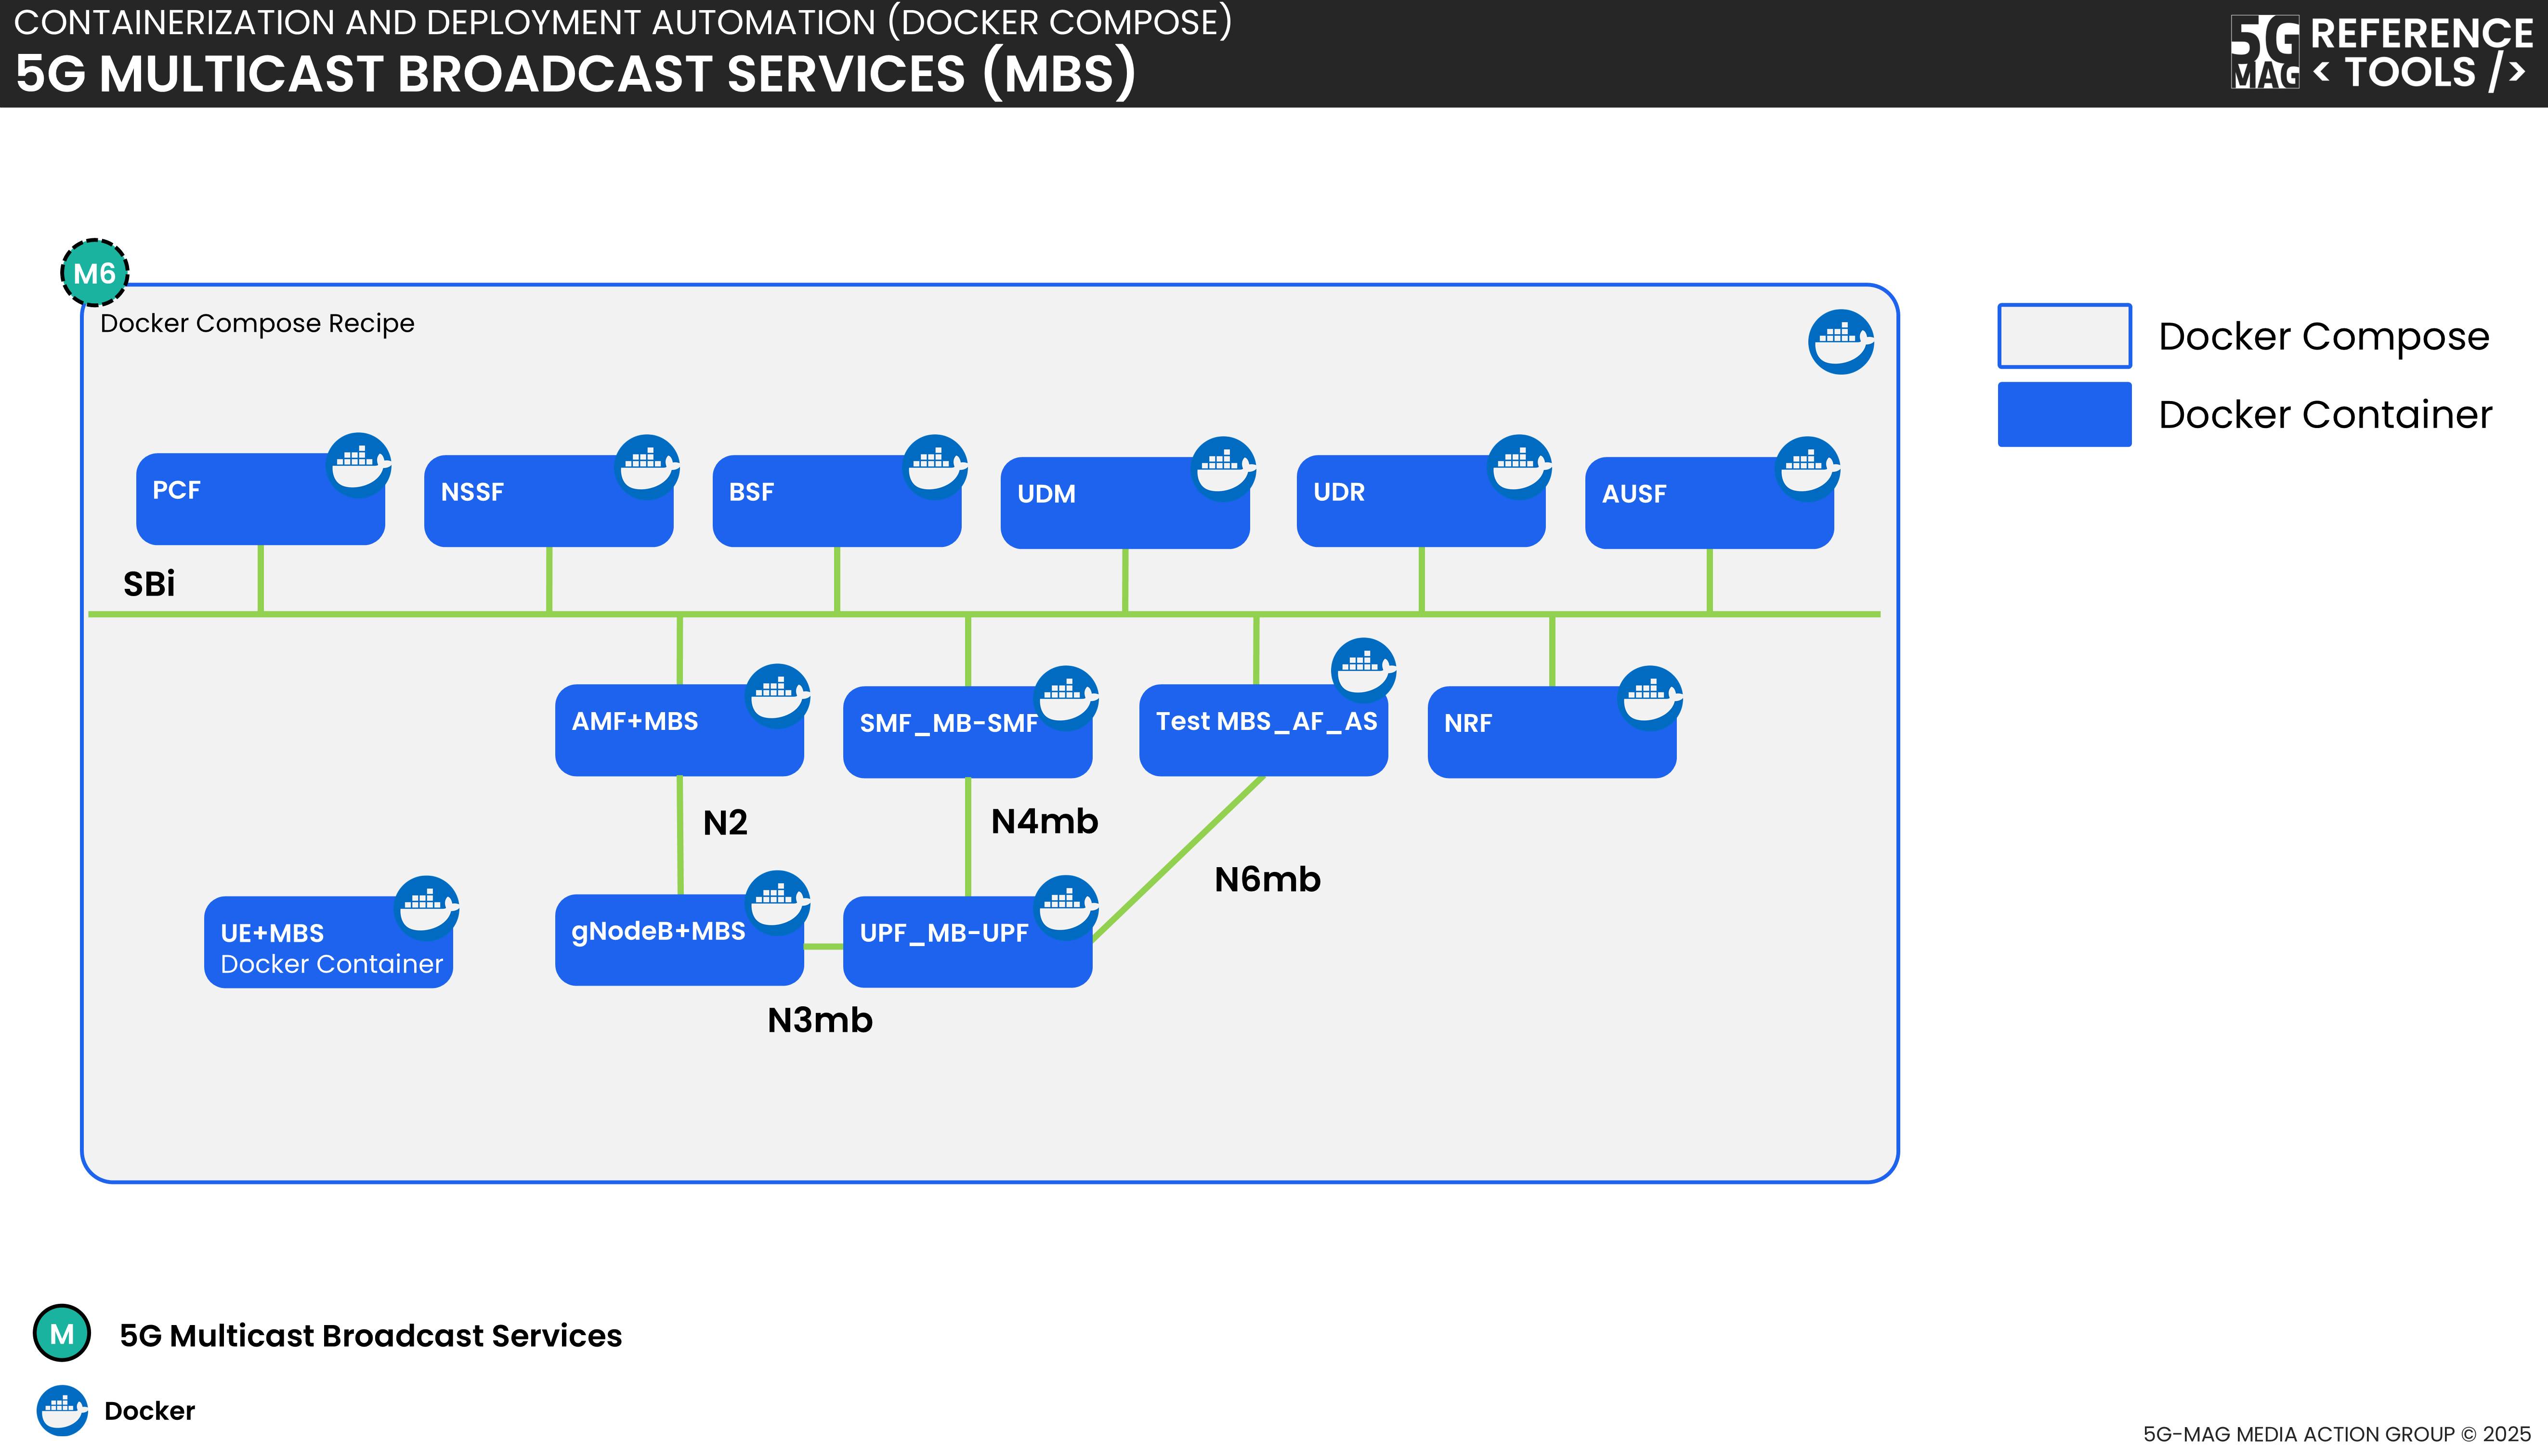 CONTAINERIZATION AND DEPLOYMENT AUTOMATION (DOCKER COMPOSE)
5G MULTICAST BROADCAST SERVICES (MBS)
5G
MAG
REFERENCE
< TOOLS />
M6
Docker Compose Recipe
Docker Compose
Docker Container
PCF
NSSF
BSF
UDM
UDR
AUSF
SBi
AMF+MBS
SMF_MB-SMF
Test MBS_AF_AS
NRF
N2
N4mb
N6mb
UE+MBS
Docker Container
gNodeB+MBS
UPF_MB-UPF
N3mb
M
5G Multicast Broadcast Services
Docker
5G-MAG MEDIA ACTION GROUP © 2025